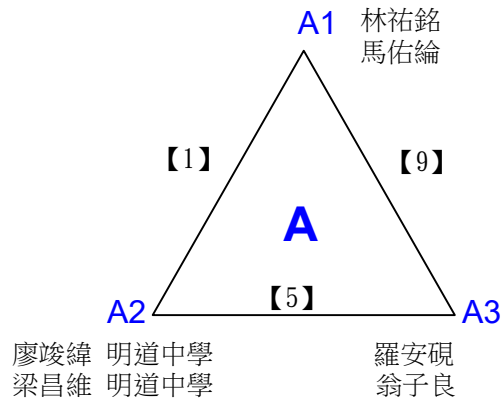 A1 林祐銘
馬佑綸
【1】
【9】
A
【5】
A2
A3
廖竣緯 明道中學
梁昌維 明道中學
羅安硯
翁子良